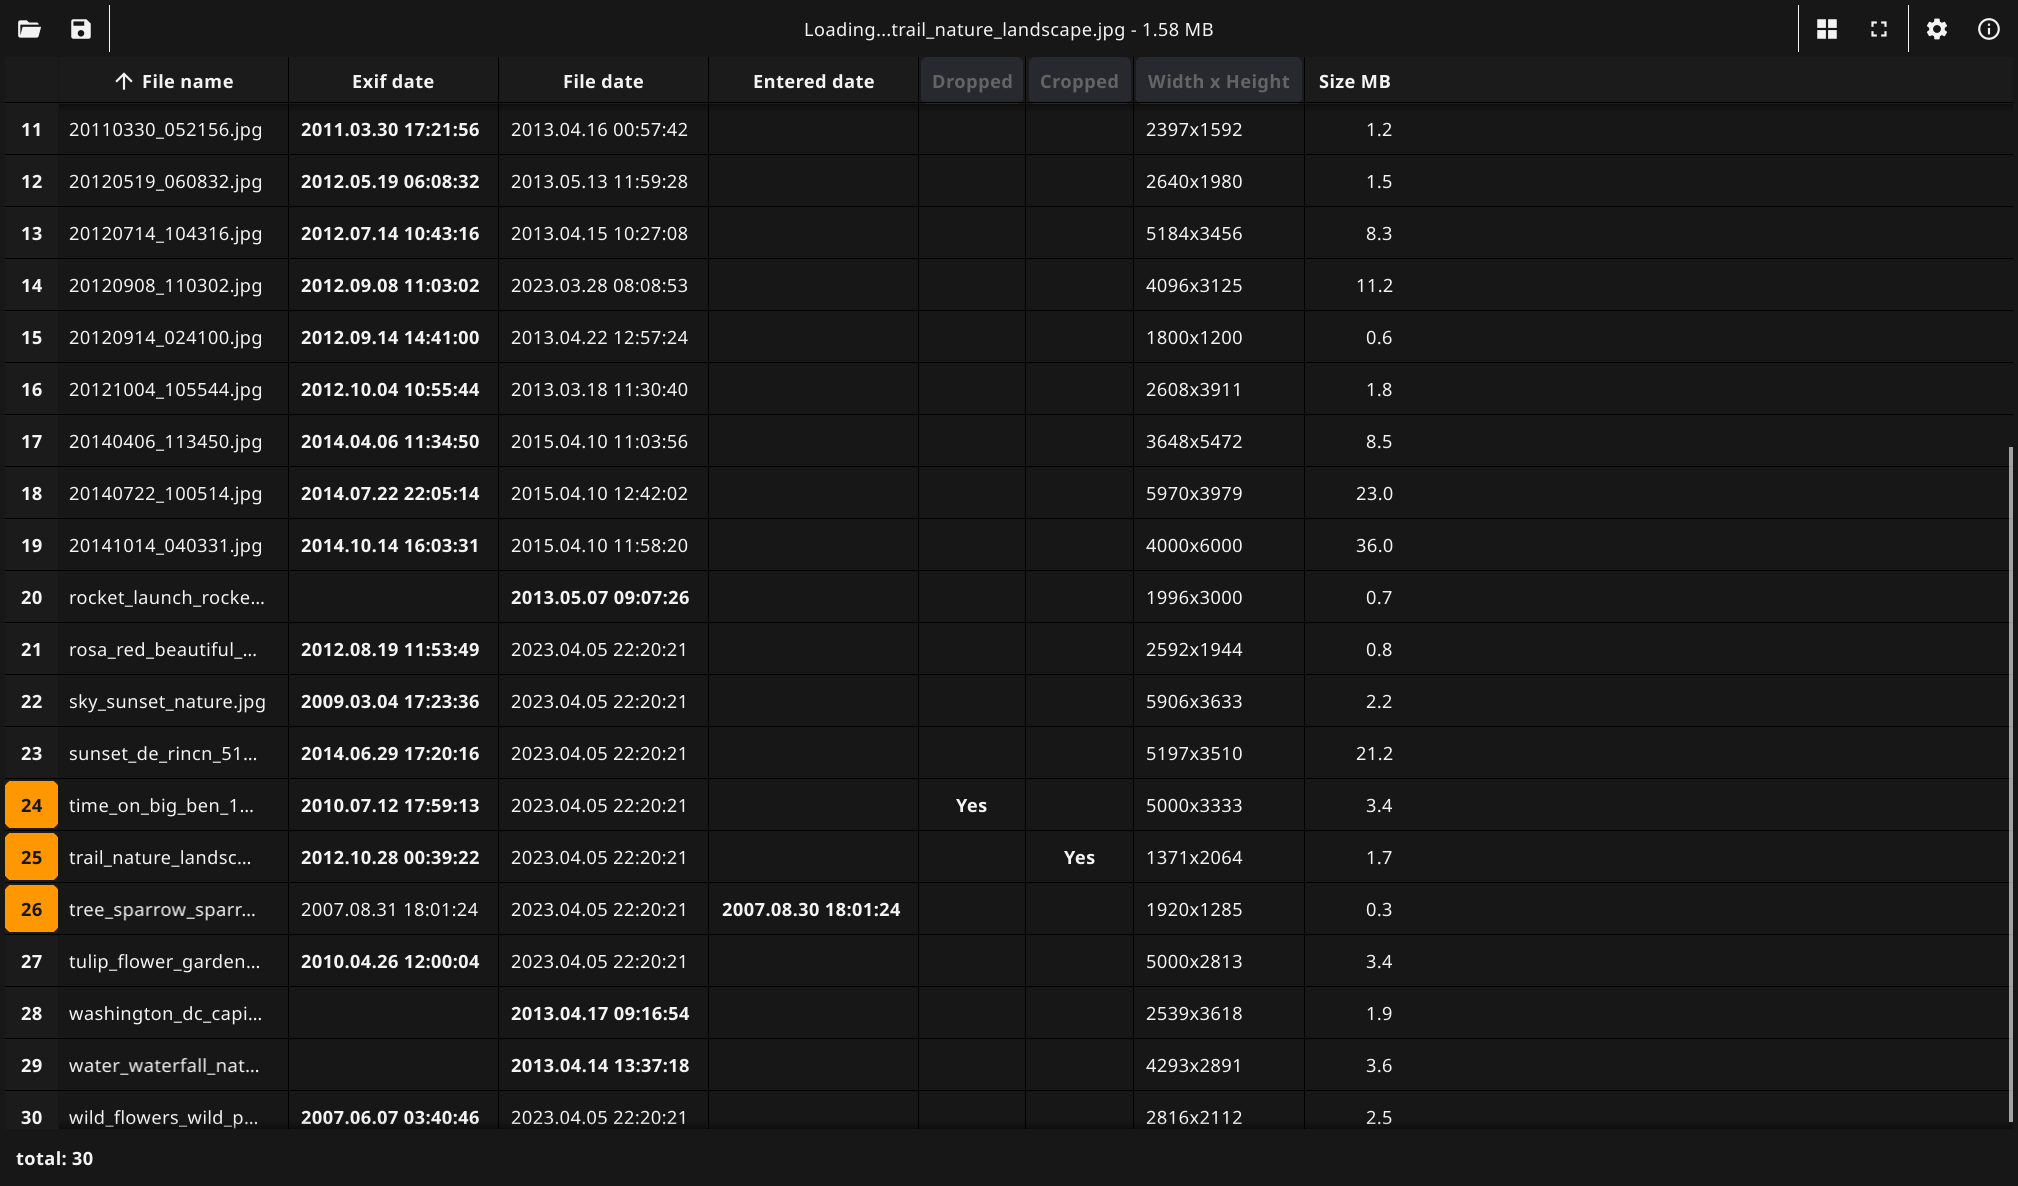 Loading...trail_nature_landscape.jpg - 1.58 MB
File name Exif date File date Entered date Dropped Cropped Width x Height Size MB
11 20110330_052156.jpg 2011.03.30 17:21:56 2013.04.16 00:57:42 2397x1592 1.2
12 20120519_060832.jpg 2012.05.19 06:08:32 2013.05.13 11:59:28 2640x1980 1.5
13 20120714_104316.jpg 2012.07.14 10:43:16 2013.04.15 10:27:08 5184x3456 8.3
14 20120908_110302.jpg 2012.09.08 11:03:02 2023.03.28 08:08:53 4096x3125 11.2
15 20120914_024100.jpg 2012.09.14 14:41:00 2013.04.22 12:57:24 1800x1200 0.6
16 20121004_105544.jpg 2012.10.04 10:55:44 2013.03.18 11:30:40 2608x3911 1.8
17 20140406_113450.jpg 2014.04.06 11:34:50 2015.04.10 11:03:56 3648x5472 8.5
18 20140722_100514.jpg 2014.07.22 22:05:14 2015.04.10 12:42:02 5970x3979 23.0
19 20141014_040331.jpg 2014.10.14 16:03:31 2015.04.10 11:58:20 4000x6000 36.0
20 rocket_launch_rocke... 2013.05.07 09:07:26 1996x3000 0.7
21 rosa_red_beautiful_... 2012.08.19 11:53:49 2023.04.05 22:20:21 2592x1944 0.8
22 sky_sunset_nature.jpg 2009.03.04 17:23:36 2023.04.05 22:20:21 5906x3633 2.2
23 sunset_de_rincn_51... 2014.06.29 17:20:16 2023.04.05 22:20:21 5197x3510 21.2
24 time_on_big_ben_1... 2010.07.12 17:59:13 2023.04.05 22:20:21 Yes 5000x3333 3.4
25 trail_nature_landsc... 2012.10.28 00:39:22 2023.04.05 22:20:21 Yes 1371x2064 1.7
26 tree_sparrow_sparr... 2007.08.31 18:01:24 2023.04.05 22:20:21 2007.08.30 18:01:24 1920x1285 0.3
27 tulip_flower_garden... 2010.04.26 12:00:04 2023.04.05 22:20:21 5000x2813 3.4
28 washington_dc_capi... 2013.04.17 09:16:54 2539x3618 1.9
29 water_waterfall_nat... 2013.04.14 13:37:18 4293x2891 3.6
30 wild_flowers_wild_p... 2007.06.07 03:40:46 2023.04.05 22:20:21 2816x2112 2.5
total: 30